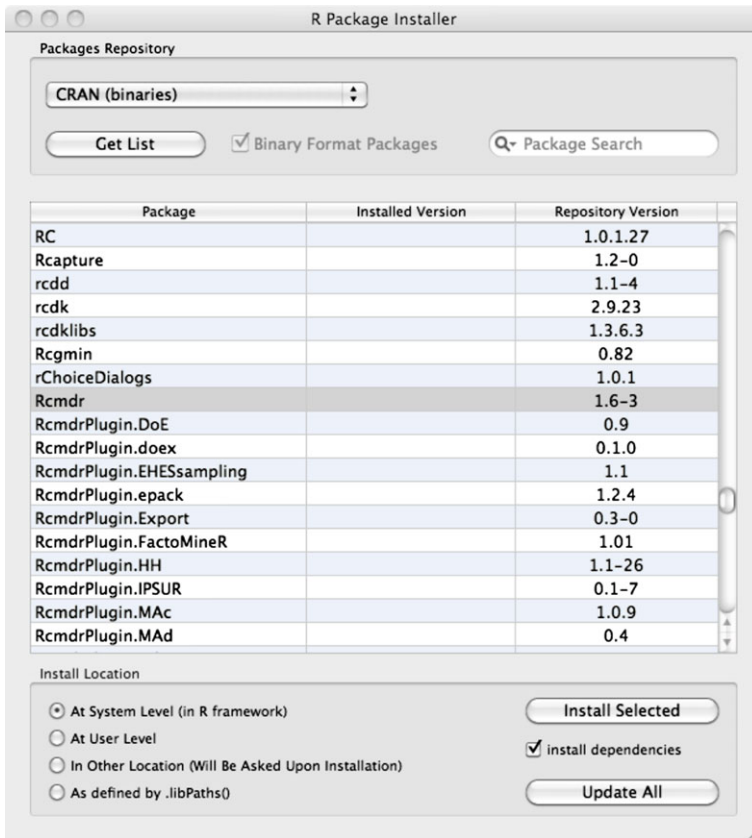 R Package Installer
Packages Repository
CRAN (binaries)
Get List
Binary Format Packages
Package Search
Package Installed Version Repository Version
RC 1.0.1.27
Rcapture 1.2-0
rcdd 1.1-4
rcdk 2.9.23
rcdklibs 1.3.6.3
Rcgmin 0.82
rChoiceDialogs 1.0.1
Rcmdr 1.6-3
RcmdrPlugin.DoE 0.9
RcmdrPlugin.doex 0.1.0
RcmdrPlugin.EHESsampling 1.1
RcmdrPlugin.epack 1.2.4
RcmdrPlugin.Export 0.3-0
RcmdrPlugin.FactoMineR 1.01
RcmdrPlugin.HH 1.1-26
RcmdrPlugin.IPSUR 0.1-7
RcmdrPlugin.MAc 1.0.9
RcmdrPlugin.MAd 0.4
Install Location
At System Level (in R framework)
At User Level
In Other Location (Will Be Asked Upon Installation)
As defined by .libPaths()
Install Selected
install dependencies
Update All